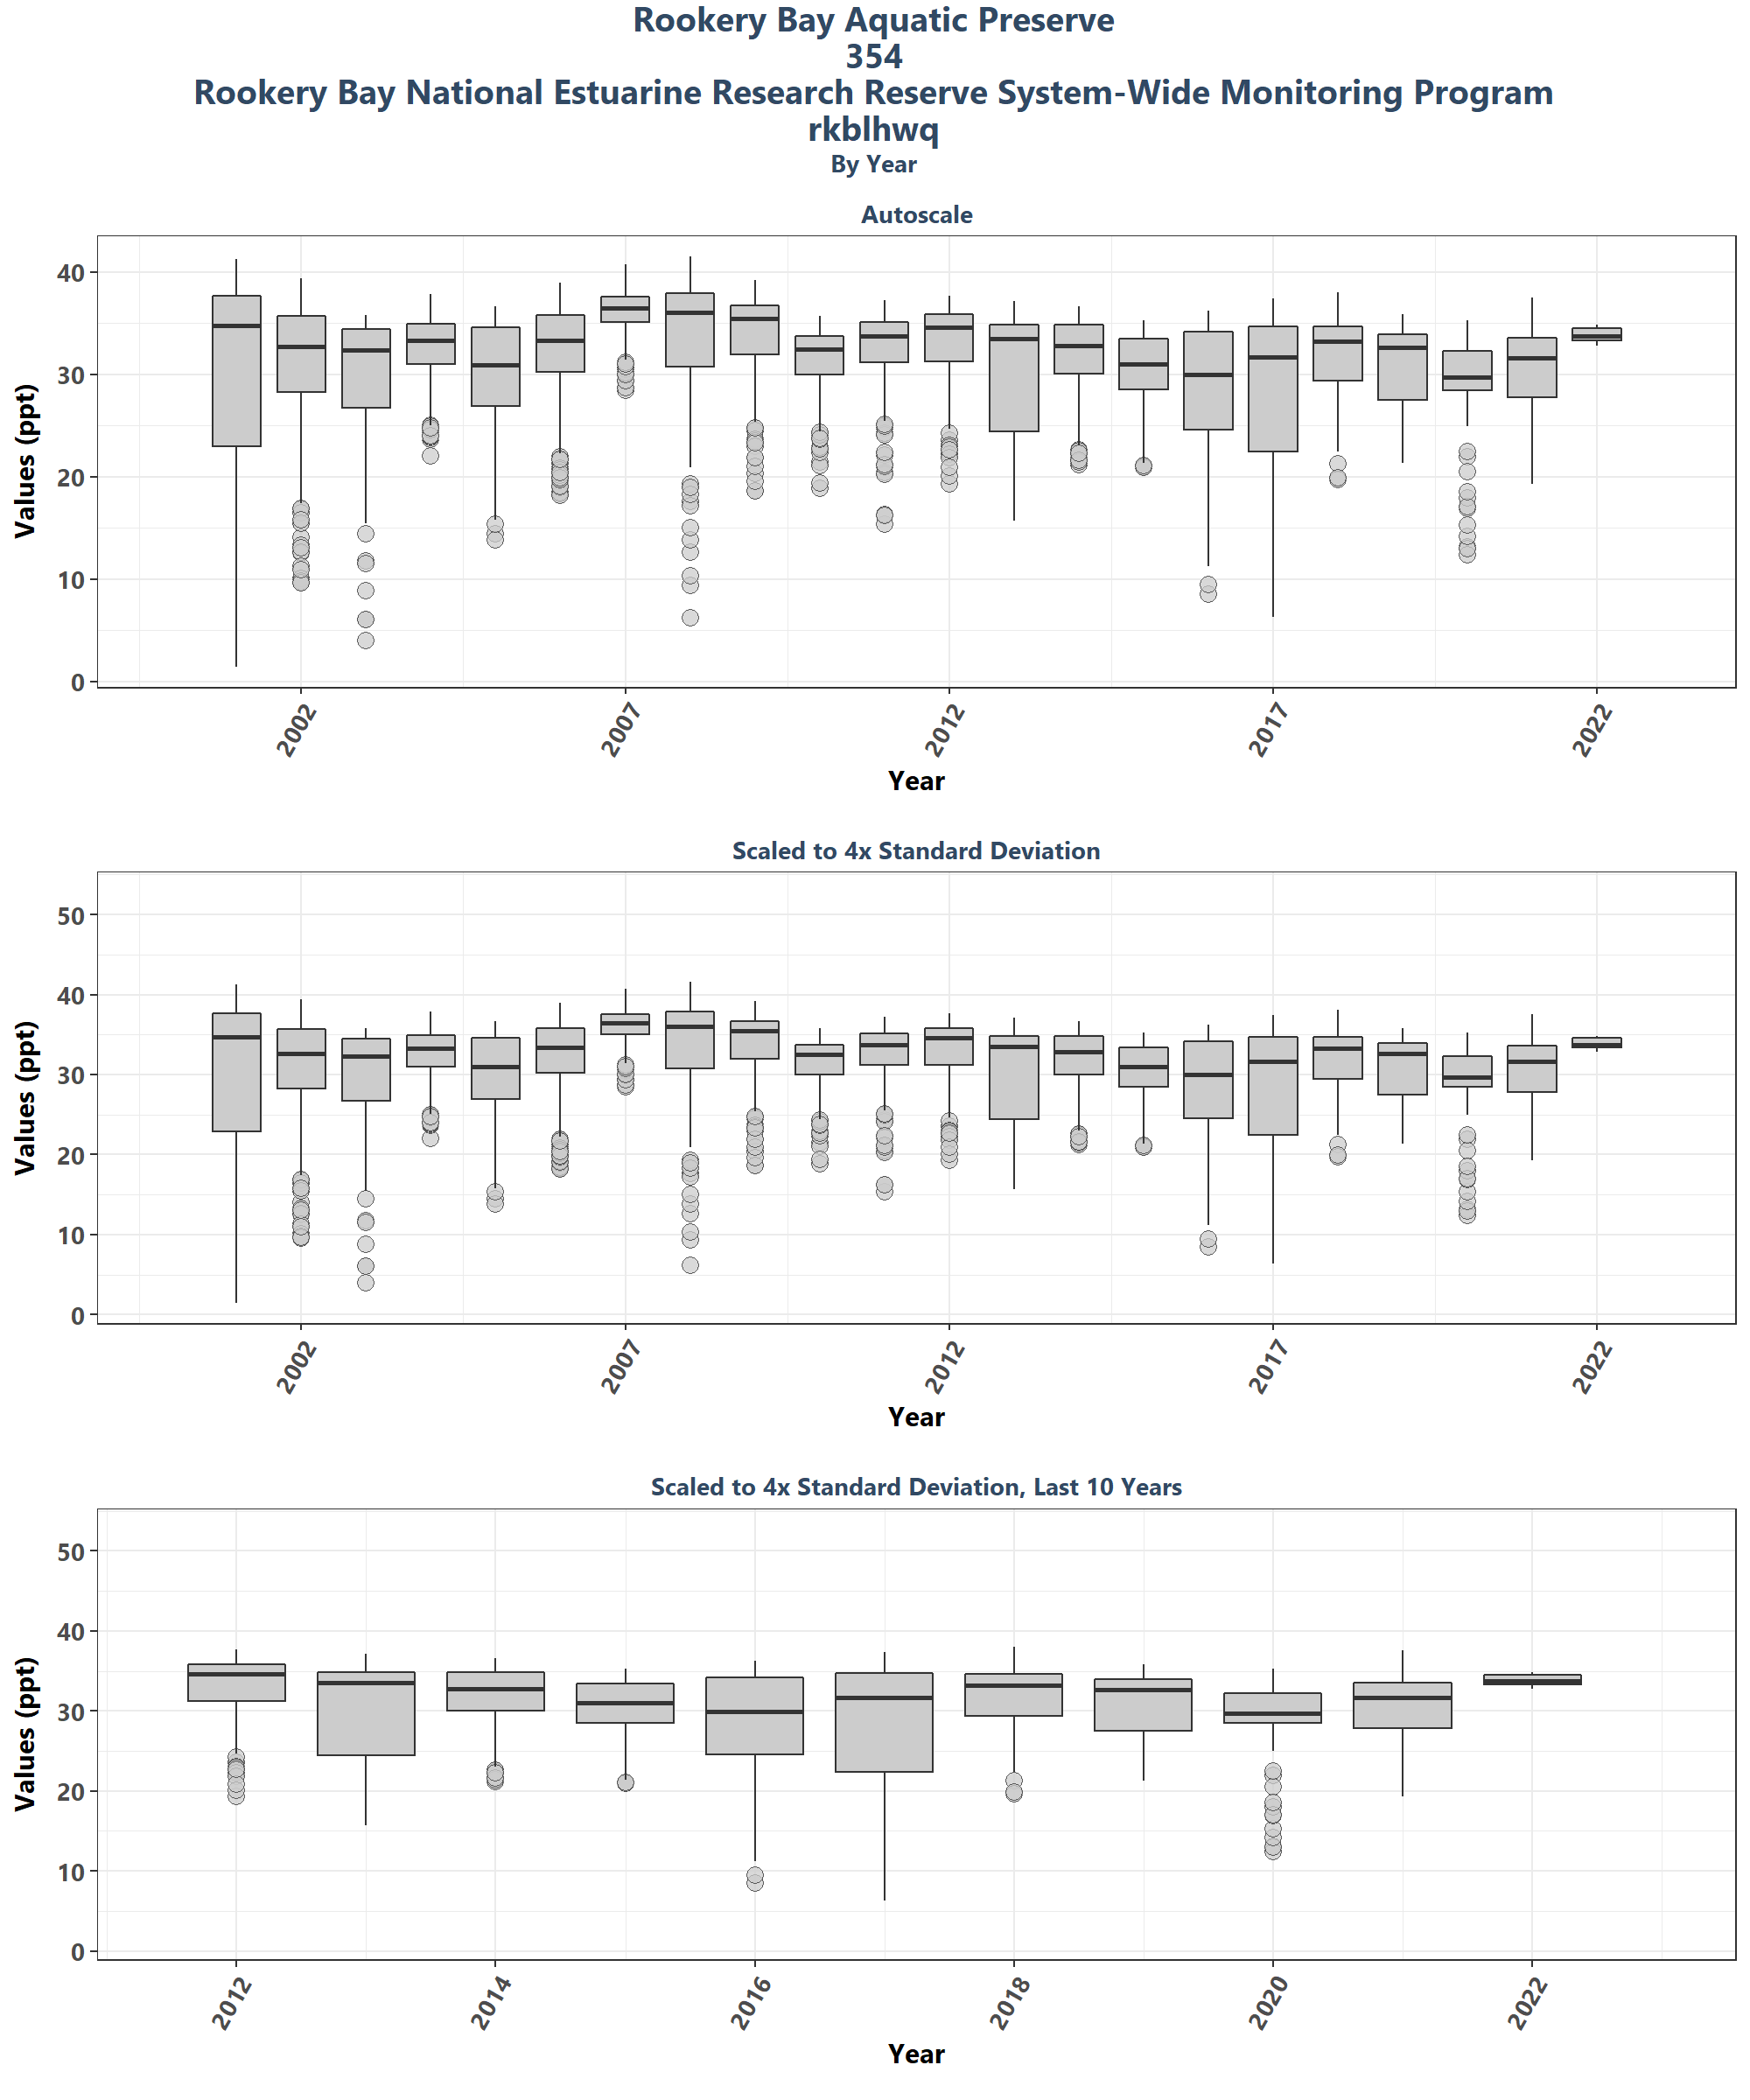 Rookery Bay Aquatic Preserve
354
Rookery Bay National Estuarine Research Reserve System-Wide Monitoring Program
rkblhwq
By Year
Autoscale
Values (ppt)
40
30
20
10
0
2002 2007 2012 2017 2022
Year
Scaled to 4x Standard Deviation
Values (ppt)
50
40
30
20
10
0
2002 2007 2012 2017 2022
Year
Scaled to 4x Standard Deviation, Last 10 Years
Values (ppt)
50
40
30
20
10
0
2012 2014 2016 2018 2020 2022
Year